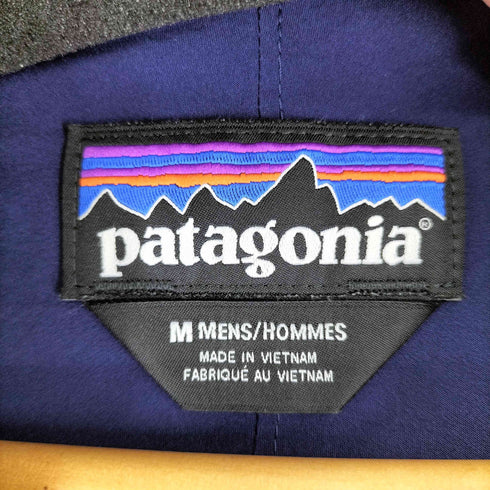 patagonia®
M MENS/HOMMES
MADE IN VIETNAM
FABRIQUÉ AU VIETNAM